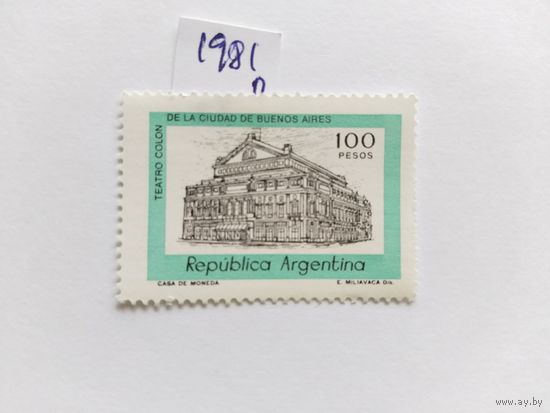 1981
п
TEATRO COLON
DE LA CIUDAD DE BUENOS AIRES
100
PESOS
República Argentina
CASA DE MONEDA
E. MILIAVACA DIS.
www.ay.by